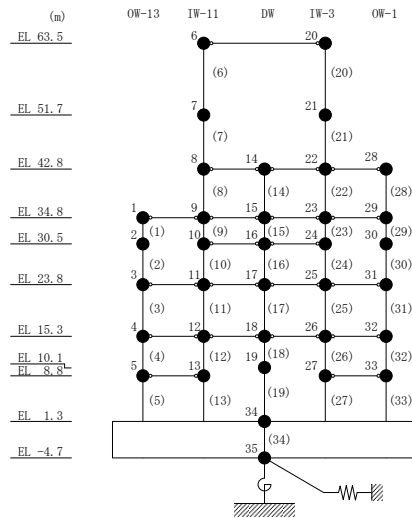 (m) OW-13 IW-11 DW IW-3 OW-1
EL 63.5 6 20
(6) (20)
EL 51.7 7 21
(7) (21)
EL 42.8 8 14 22 28
(8) (14) (22) (28)
EL 34.8 1 9 15 23 29
(1) (9) (15) (23) (29)
EL 30.5 2 10 16 24 30
(2) (10) (16) (24) (30)
EL 23.8 3 11 17 25 31
(3) (11) (17) (25) (31)
EL 15.3 4 12 18 26 32
(4) (12) (18) (26) (32)
EL 10.1 19
EL 8.8 5 13 27 33
(5) (13) (19) (27) (33)
EL 1.3 34
(34)
EL -4.7 35